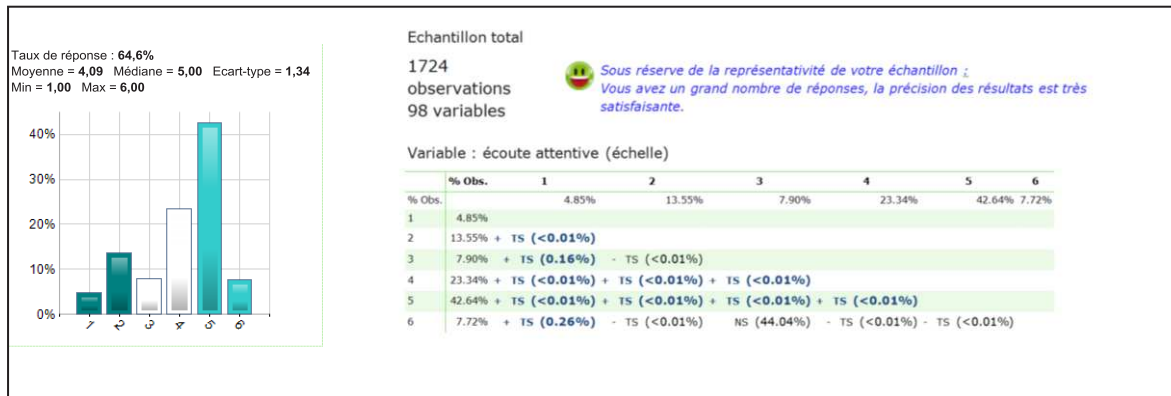 Taux de réponse : 64,6%
Moyenne = 4,09 Médiane = 5,00 Ecart-type = 1,34
Min = 1,00 Max = 6,00
40%
30%
20%
10%
0%
1 2 3 4 5 6
Echantillon total
1724
observations
98 variables
Sous réserve de la représentativité de votre échantillon :
Vous avez un grand nombre de réponses, la précision des résultats est très
satisfaisante.
Variable : écoute attentive (échelle)
% Obs. 1 2 3 4 5 6
% Obs. 4.85% 13.55% 7.90% 23.34% 42.64% 7.72%
1 4.85%
2 13.55% + TS (<0.01%)
3 7.90% + TS (0.16%) - TS (<0.01%)
4 23.34% + TS (<0.01%) + TS (<0.01%) + TS (<0.01%)
5 42.64% + TS (<0.01%) + TS (<0.01%) + TS (<0.01%) + TS (<0.01%)
6 7.72% + TS (0.26%) - TS (<0.01%) NS (44.04%) - TS (<0.01%) - TS (<0.01%)